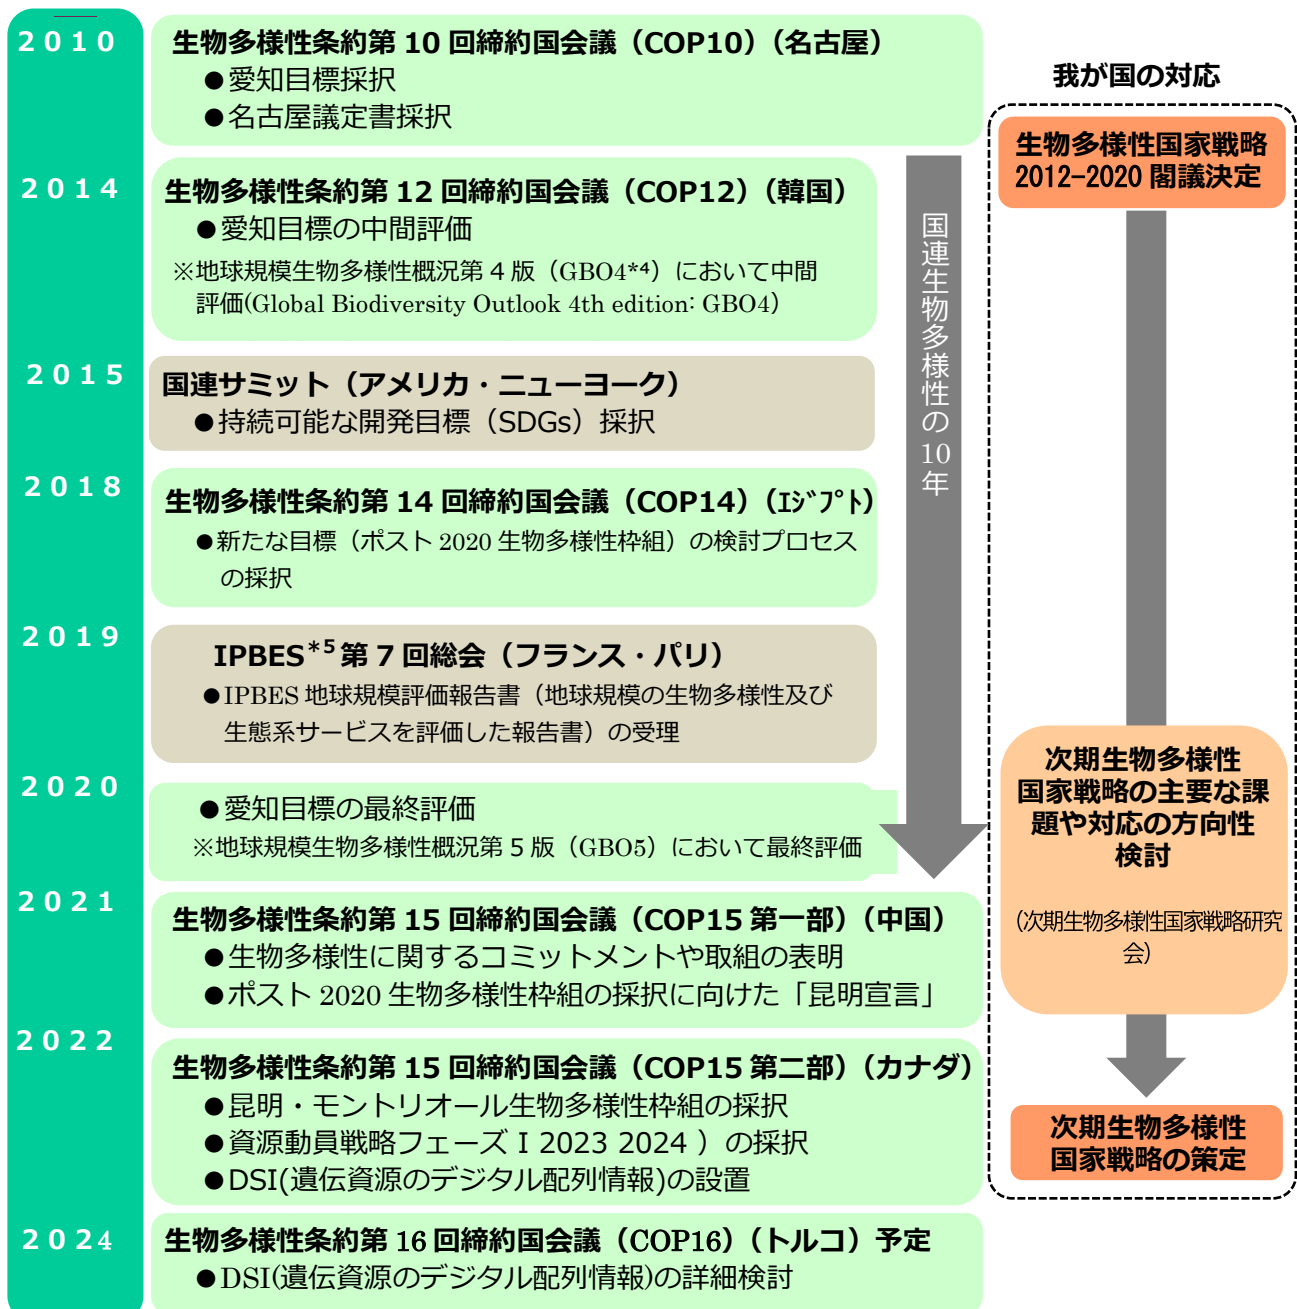 2010
生物多様性条約第 10 回締約国会議（COP10）（名古屋）
●愛知目標採択
●名古屋議定書採択
2014
生物多様性条約第 12 回締約国会議（COP12）（韓国）
●愛知目標の中間評価
※地球規模生物多様性概況第 4 版（GBO4*4）において中間
評価(Global Biodiversity Outlook 4th edition: GBO4）
2015
国連サミット（アメリカ・ニューヨーク）
●持続可能な開発目標（SDGs）採択
2018
生物多様性条約第 14 回締約国会議（COP14）（ｴｼﾞﾌﾟﾄ）
●新たな目標（ポスト 2020 生物多様性枠組）の検討プロセス
の採択
2019
IPBES*5 第 7 回総会（フランス・パリ）
●IPBES 地球規模評価報告書（地球規模の生物多様性及び
生態系サービスを評価した報告書）の受理
2020
●愛知目標の最終評価
※地球規模生物多様性概況第 5 版（GBO5）において最終評価
2021
生物多様性条約第 15 回締約国会議（COP15 第一部）（中国）
●生物多様性に関するコミットメントや取組の表明
●ポスト 2020 生物多様性枠組の採択に向けた「昆明宣言」
2022
生物多様性条約第 15 回締約国会議（COP15 第二部）（カナダ）
●昆明・モントリオール生物多様性枠組の採択
●資源動員戦略フェーズ I 2023 2024 ）の採択
●DSI(遺伝資源のデジタル配列情報)の設置
2024
生物多様性条約第 16 回締約国会議（COP16）（トルコ）予定
●DSI(遺伝資源のデジタル配列情報)の詳細検討
国連生物多様性の10年
我が国の対応
生物多様性国家戦略
2012-2020 閣議決定
次期生物多様性
国家戦略の主要な課
題や対応の方向性
検討
（次期生物多様性国家戦略研究
会）
次期生物多様性
国家戦略の策定